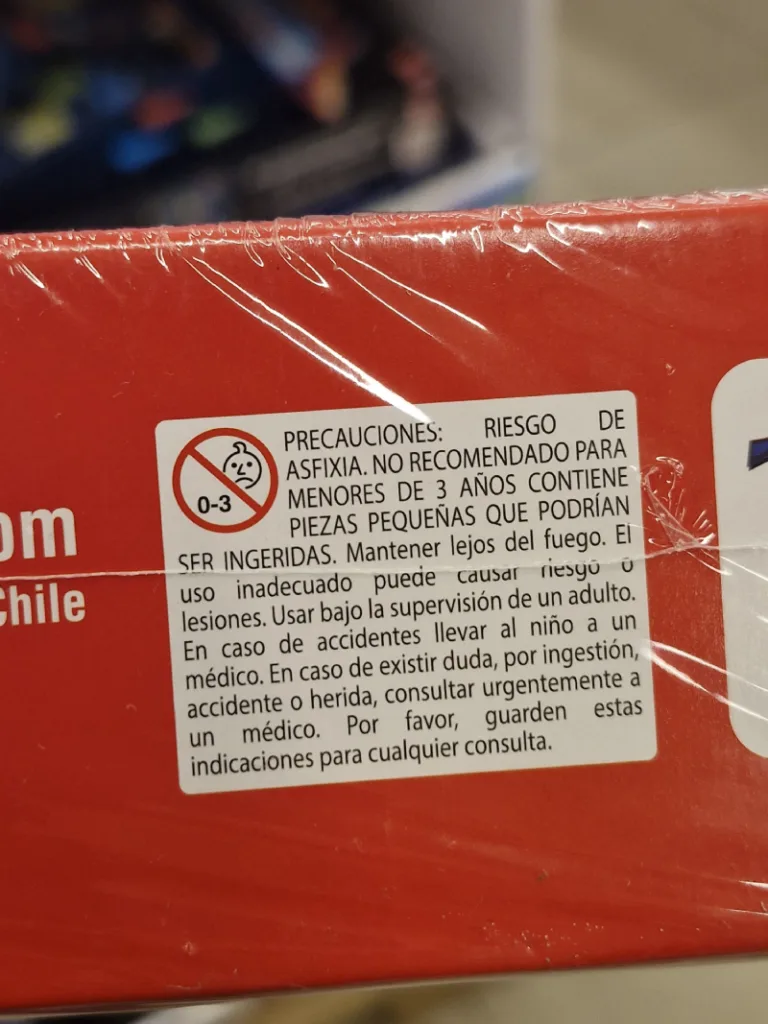 PRECAUCIONES: RIESGO DE
ASFIXIA. NO RECOMENDADO PARA
0-3
MENORES DE 3 AÑOS CONTIENE
PIEZAS PEQUEÑAS QUE PODRÍAN
SER INGERIDAS. Mantener lejos del fuego. El
uso inadecuado puede causar riesgo o
lesiones. Usar bajo la supervisión de un adulto.
En caso de accidentes llevar al niño a un
médico. En caso de existir duda, por ingestión,
accidente o herida, consultar urgentemente a
un médico. Por favor, guarden estas
indicaciones para cualquier consulta.
om
Chile